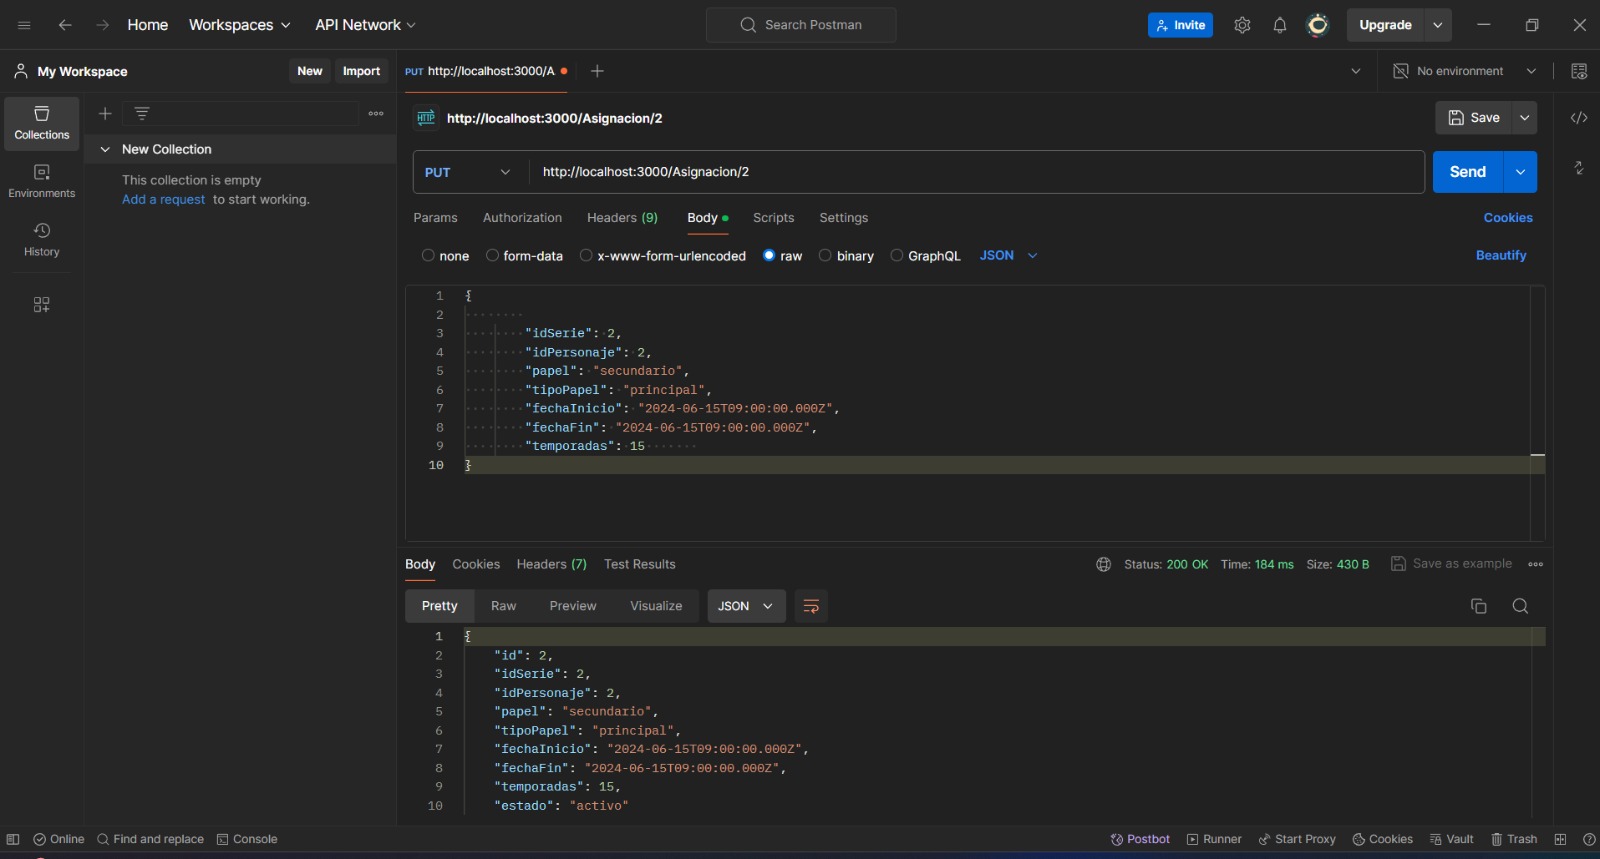 Home Workspaces API Network Search Postman Invite Upgrade
My Workspace New Import PUT http://localhost:3000/A No environment
Collections
HTTP http://localhost:3000/Asignacion/2 Save
New Collection
This collection is empty
Add a request to start working.
Environments
History
PUT http://localhost:3000/Asignacion/2 Send
Params Authorization Headers (9) Body Scripts Settings Cookies
none form-data x-www-form-urlencoded raw binary GraphQL JSON Beautify
1 {
2
3 "idSerie": 2,
4 "idPersonaje": 2,
5 "papel": "secundario",
6 "tipoPapel": "principal",
7 "fechaInicio": "2024-06-15T09:00:00.000Z",
8 "fechaFin": "2024-06-15T09:00:00.000Z",
9 "temporadas": 15
10 }
Body Cookies Headers (7) Test Results Status: 200 OK Time: 184 ms Size: 430 B Save as example
Pretty Raw Preview Visualize JSON
1 {
2 "id": 2,
3 "idSerie": 2,
4 "idPersonaje": 2,
5 "papel": "secundario",
6 "tipoPapel": "principal",
7 "fechaInicio": "2024-06-15T09:00:00.000Z",
8 "fechaFin": "2024-06-15T09:00:00.000Z",
9 "temporadas": 15,
10 "estado": "activo"
Online Find and replace Console Postbot Runner Start Proxy Cookies Vault Trash